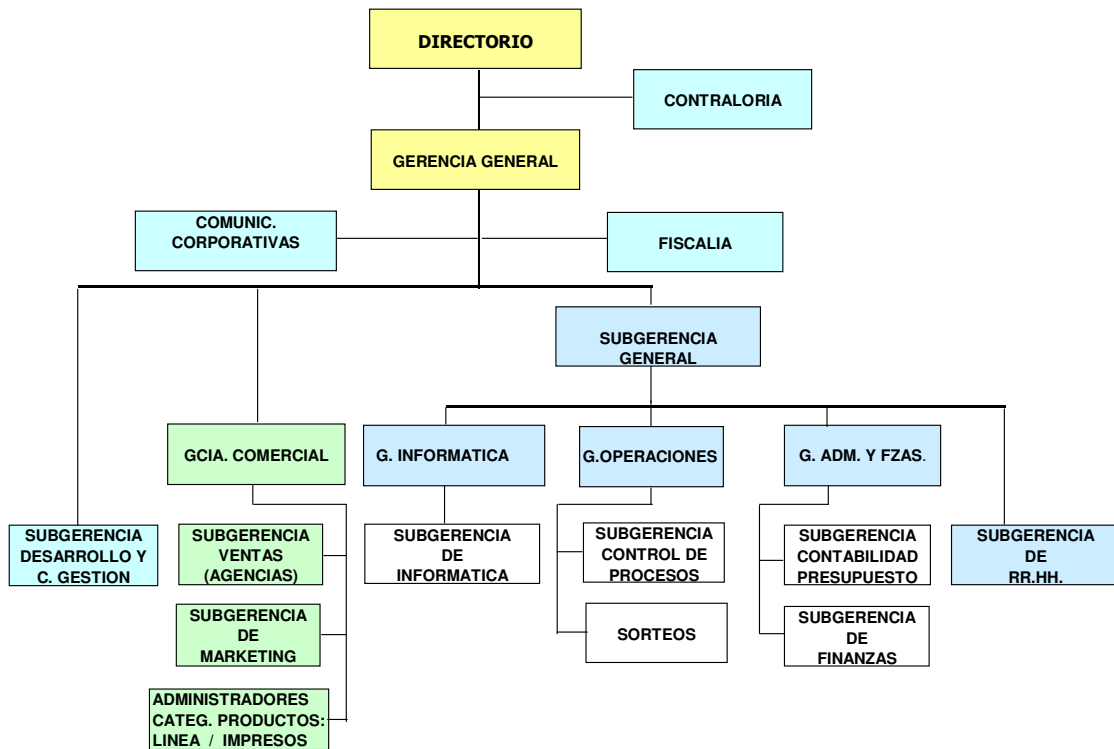 DIRECTORIO
CONTRALORIA
GERENCIA GENERAL
COMUNIC.
CORPORATIVAS
FISCALIA
SUBGERENCIA
GENERAL
GCIA. COMERCIAL
G. INFORMATICA
G.OPERACIONES
G. ADM. Y FZAS.
SUBGERENCIA
DESARROLLO Y
C. GESTION
SUBGERENCIA
VENTAS
(AGENCIAS)
SUBGERENCIA
DE
INFORMATICA
SUBGERENCIA
CONTROL DE
PROCESOS
SUBGERENCIA
CONTABILIDAD
PRESUPUESTO
SUBGERENCIA
DE
RR.HH.
SUBGERENCIA
DE
MARKETING
SORTEOS
SUBGERENCIA
DE
FINANZAS
ADMINISTRADORES
CATEG. PRODUCTOS:
LINEA / IMPRESOS